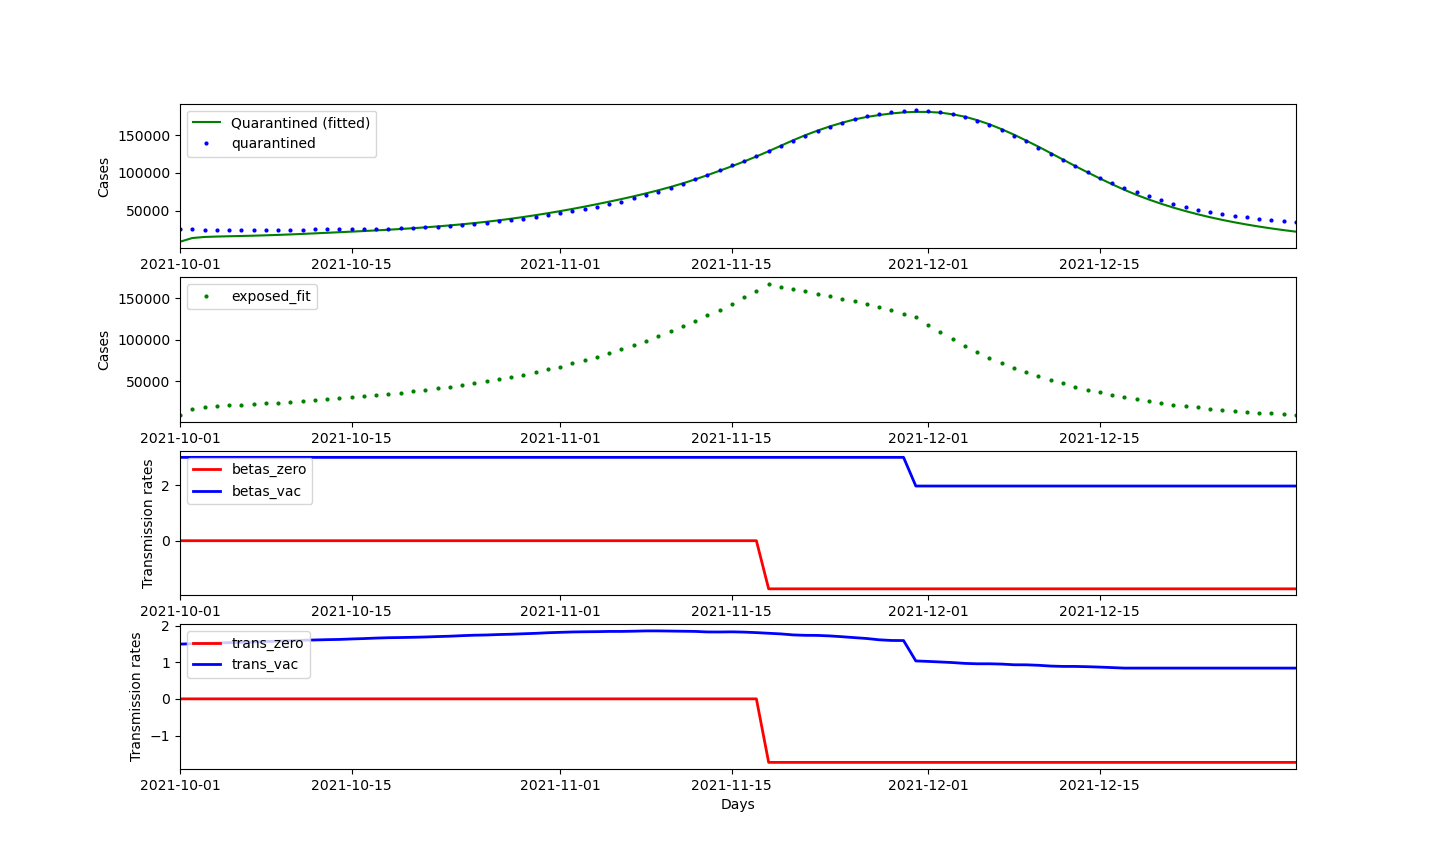 Cases
150000
100000
50000
Quarantined (fitted)
quarantined
2021-10-01 2021-10-15 2021-11-01 2021-11-15 2021-12-01 2021-12-15
Cases
150000
100000
50000
exposed_fit
2021-10-01 2021-10-15 2021-11-01 2021-11-15 2021-12-01 2021-12-15
Transmission rates
2
0
betas_zero
betas_vac
2021-10-01 2021-10-15 2021-11-01 2021-11-15 2021-12-01 2021-12-15
Transmission rates
2
1
0
−1
trans_zero
trans_vac
2021-10-01 2021-10-15 2021-11-01 2021-11-15 2021-12-01 2021-12-15
Days